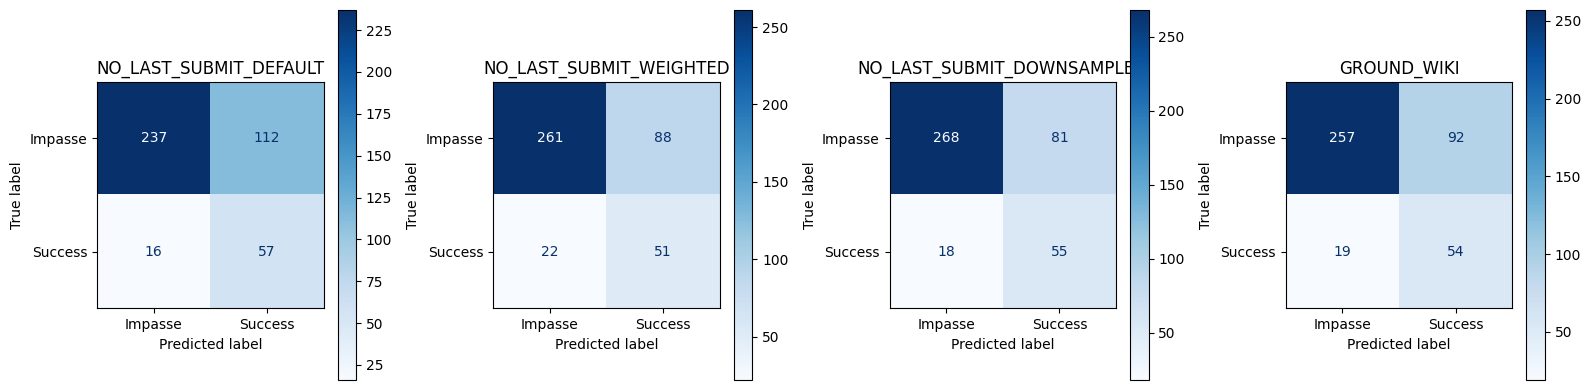 NO_LAST_SUBMIT_DEFAULT
True label
Impasse
237
112
Success
16
57
Impasse
Success
Predicted label
225
200
175
150
125
100
75
50
25
NO_LAST_SUBMIT_WEIGHTED
True label
Impasse
261
88
Success
22
51
Impasse
Success
Predicted label
250
200
150
100
50
NO_LAST_SUBMIT_DOWNSAMPLE
True label
Impasse
268
81
Success
18
55
Impasse
Success
Predicted label
250
200
150
100
50
GROUND_WIKI
True label
Impasse
257
92
Success
19
54
Impasse
Success
Predicted label
250
200
150
100
50